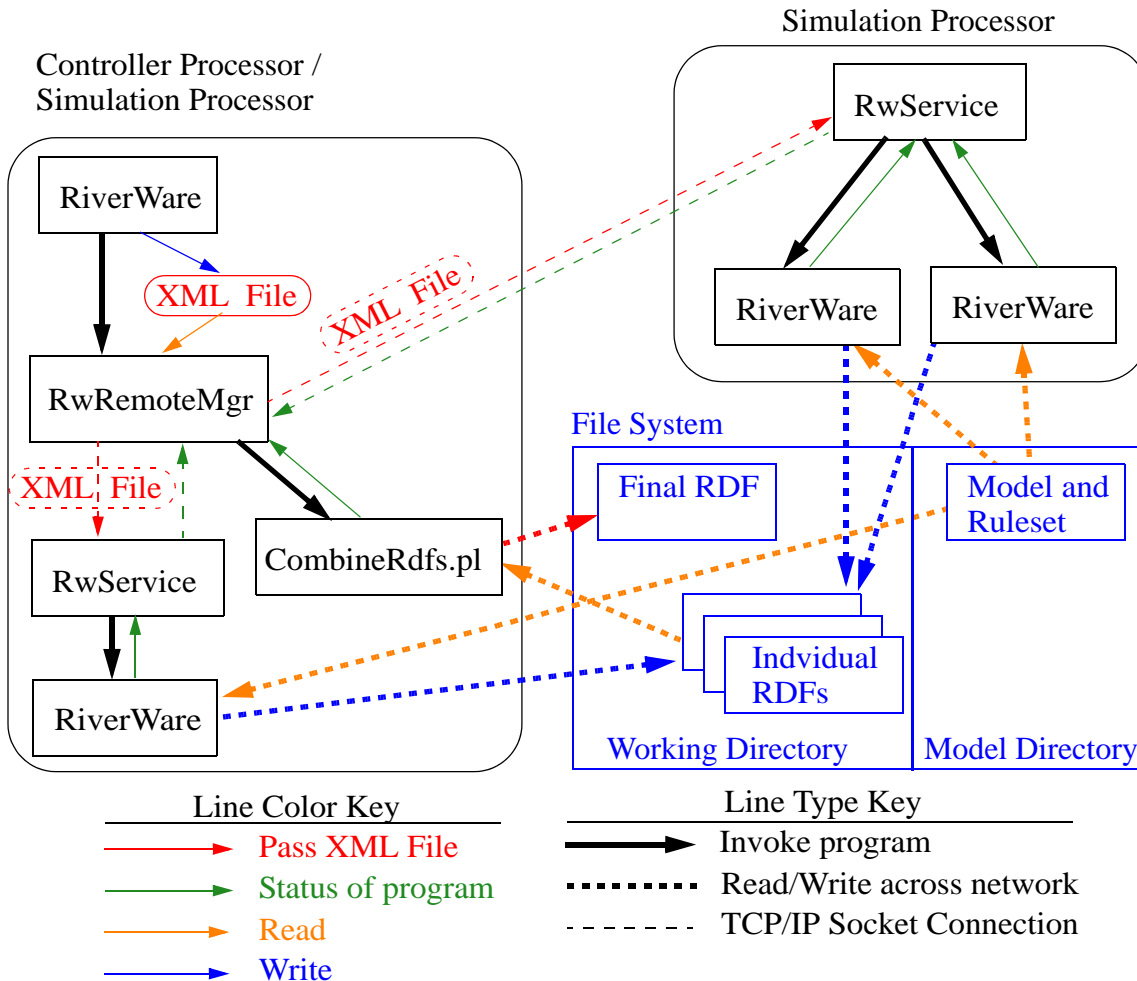 Simulation Processor
Controller Processor /
Simulation Processor
RwService
RiverWare
XML File
XML File
RiverWare
RiverWare
RwRemoteMgr
File System
XML File
Final RDF
Model and
Ruleset
CombineRdfs.pl
RwService
Indvidual
RDFs
RiverWare
Working Directory
Model Directory
Line Color Key
Pass XML File
Status of program
Read
Write
Line Type Key
Invoke program
Read/Write across network
TCP/IP Socket Connection